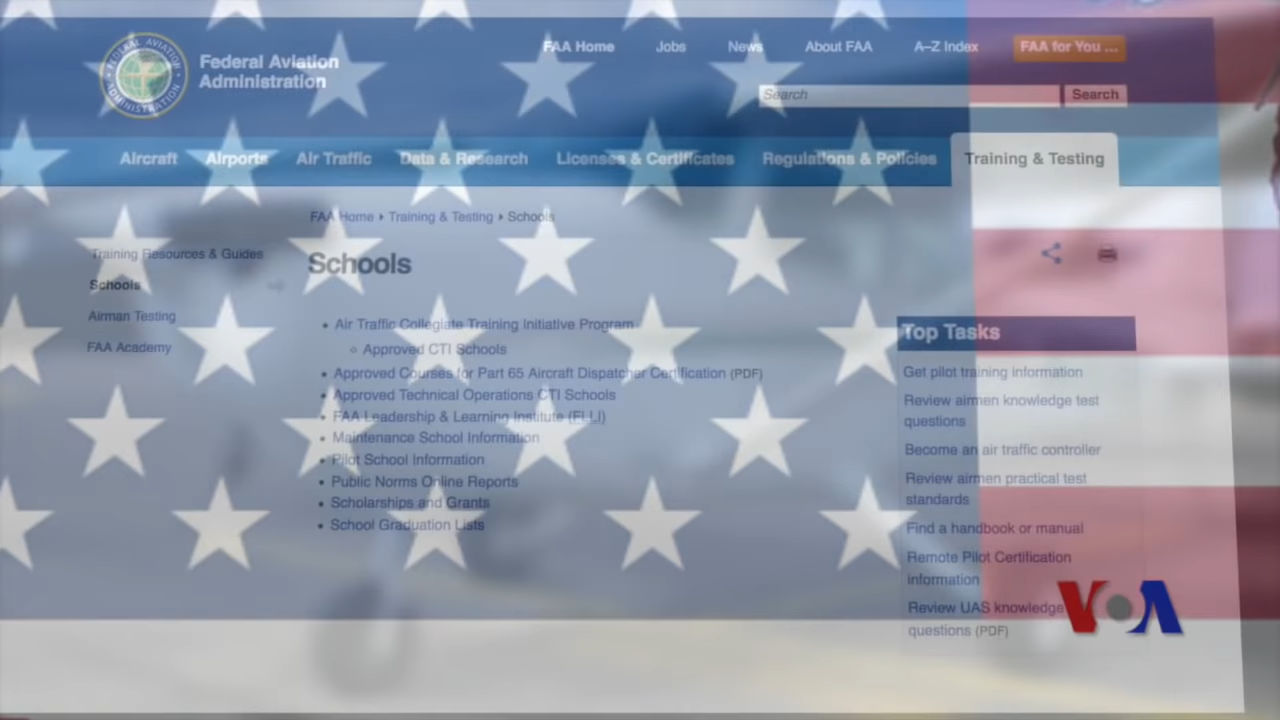 FEDERAL AVIATION
ADMINISTRATION
Federal Aviation
Administration
FAA Home Jobs News About FAA A–Z Index FAA for You ...
Search Search
Aircraft Airports Air Traffic Data & Research Licenses & Certificates Regulations & Policies Training & Testing
FAA Home ▸ Training & Testing ▸ Schools
Training Resources & Guides
Schools
Airman Testing
FAA Academy
Schools
• Air Traffic Collegiate Training Initiative Program
◦ Approved CTI Schools
• Approved Courses for Part 65 Aircraft Dispatcher Certification (PDF)
• Approved Technical Operations CTI Schools
• FAA Leadership & Learning Institute (FLLI)
• Maintenance School Information
• Pilot School Information
• Public Norms Online Reports
• Scholarships and Grants
• School Graduation Lists
Top Tasks
Get pilot training information
Review airmen knowledge test
questions
Become an air traffic controller
Review airmen practical test
standards
Find a handbook or manual
Remote Pilot Certification
information
Review UAS knowledge
questions (PDF)
VOA